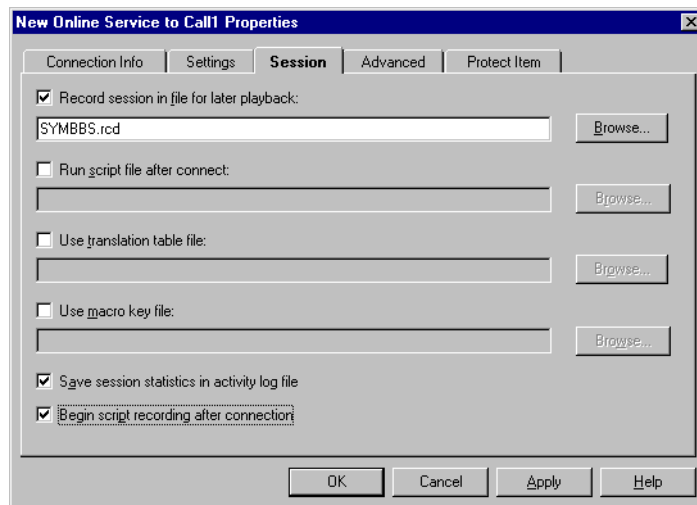 New Online Service to Call1 Properties
Connection Info Settings Session Advanced Protect Item
Record session in file for later playback:
SYMBBS.rcd Browse...
Run script file after connect:
Browse...
Use translation table file:
Browse...
Use macro key file:
Browse...
Save session statistics in activity log file
Begin script recording after connection
OK Cancel Apply Help